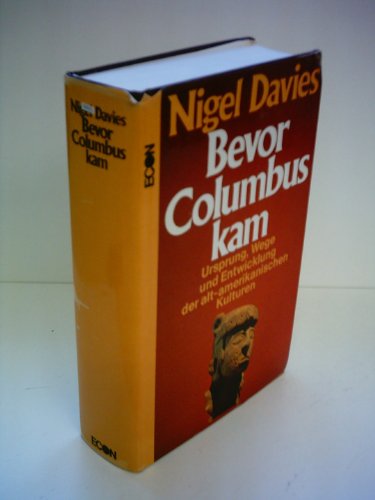 Nigel Davies
Bevor
Columbus
kam
ECON
ECON
Nigel Davies
Bevor
Columbus
kam
Ursprung, Wege
und Entwicklung
der alt-amerikanischen
Kulturen